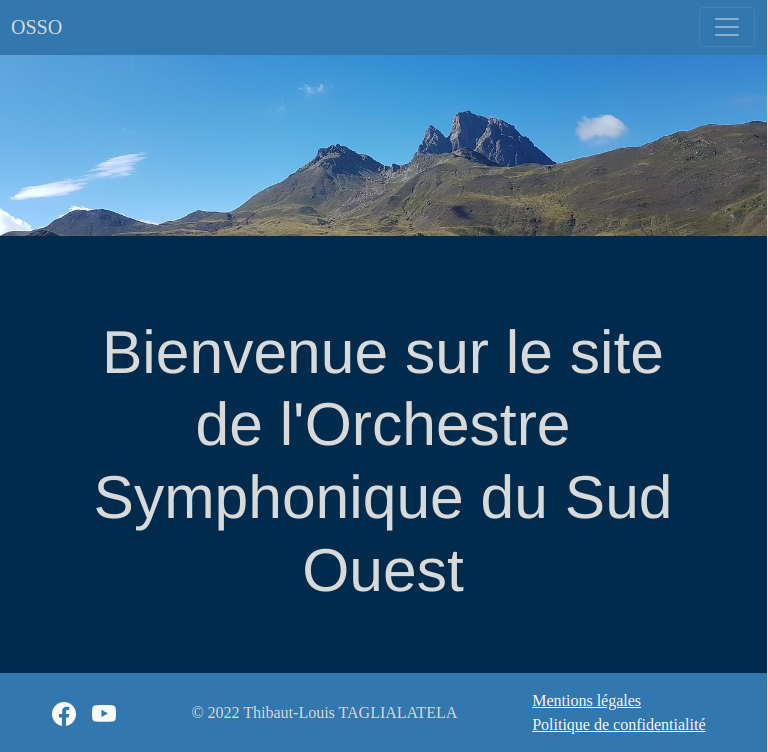 OSSO
Bienvenue sur le site
de l'Orchestre
Symphonique du Sud
Ouest
© 2022 Thibaut-Louis TAGLIALATELA
Mentions légales
Politique de confidentialité